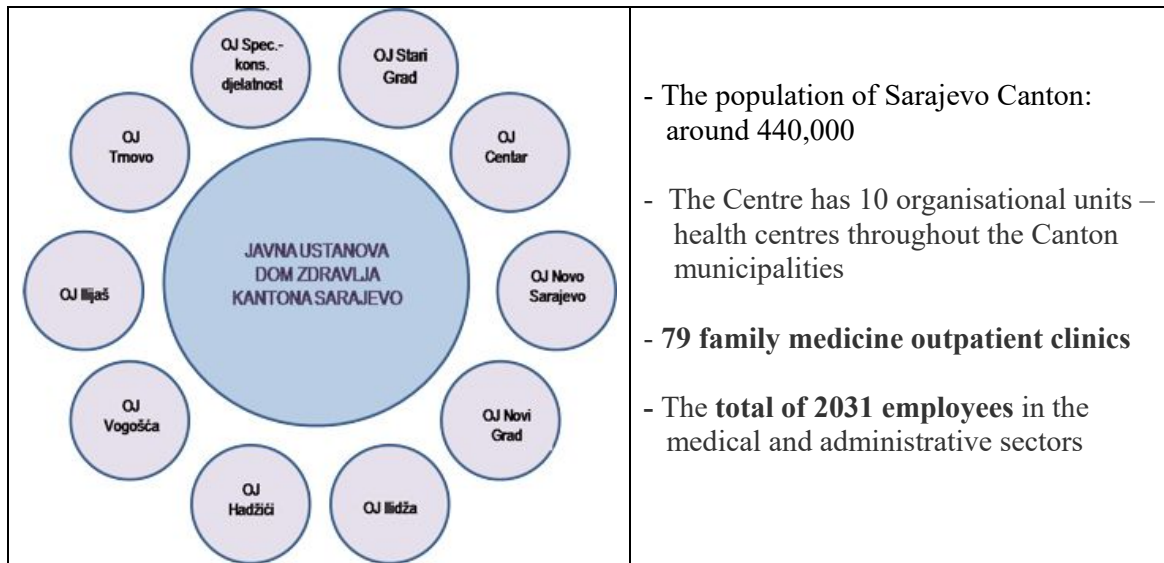 OJ Spec.-
kons.
djelatnost
OJ Stari
Grad
OJ
Centar
OJ Novo
Sarajevo
OJ Novi
Grad
OJ Ilidža
OJ
Hadžići
OJ
Vogošća
OJ Ilijaš
OJ
Trnovo
JAVNA USTANOVA
DOM ZDRAVLJA
KANTONA SARAJEVO
- The population of Sarajevo Canton:
around 440,000
- The Centre has 10 organisational units –
health centres throughout the Canton
municipalities
- 79 family medicine outpatient clinics
- The total of 2031 employees in the
medical and administrative sectors